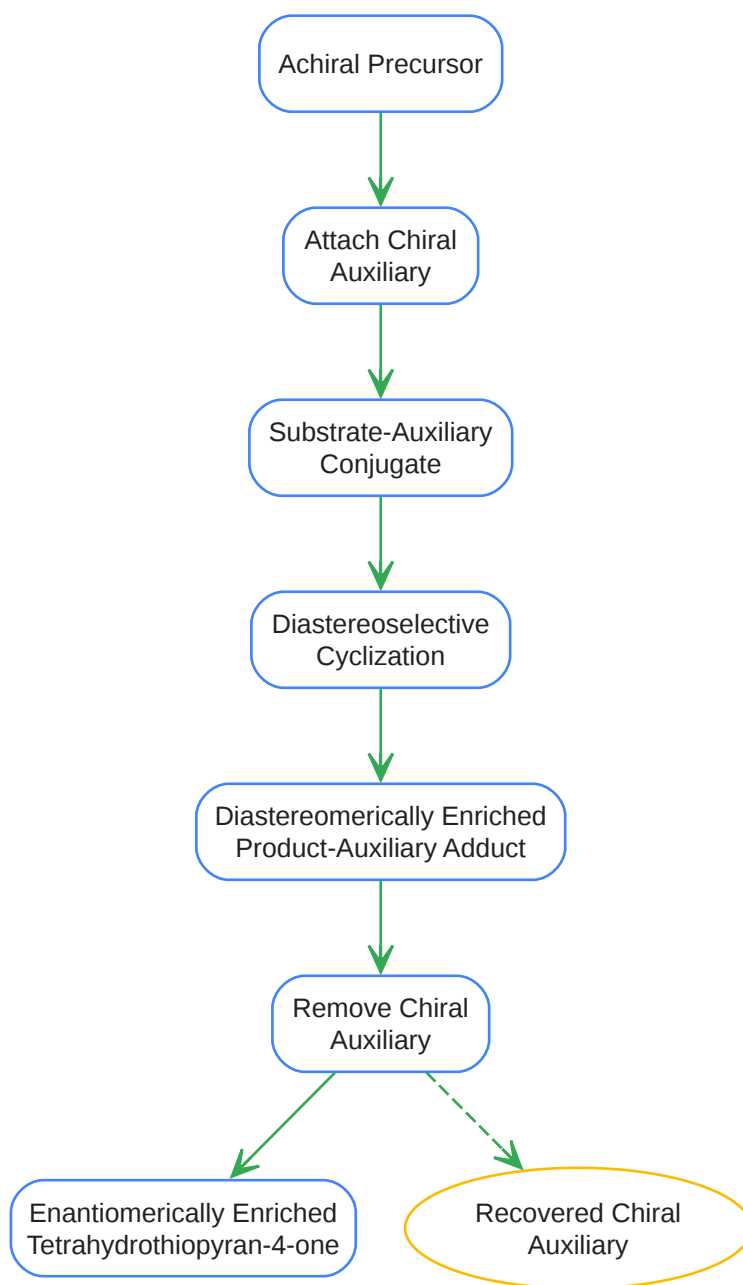 Achiral Precursor
Attach Chiral
Auxiliary
Substrate-Auxiliary
Conjugate
Diastereoselective
Cyclization
Diastereomerically Enriched
Product-Auxiliary Adduct
Remove Chiral
Auxiliary
Enantiomerically Enriched
Tetrahydrothiopyran-4-one
Recovered Chiral
Auxiliary